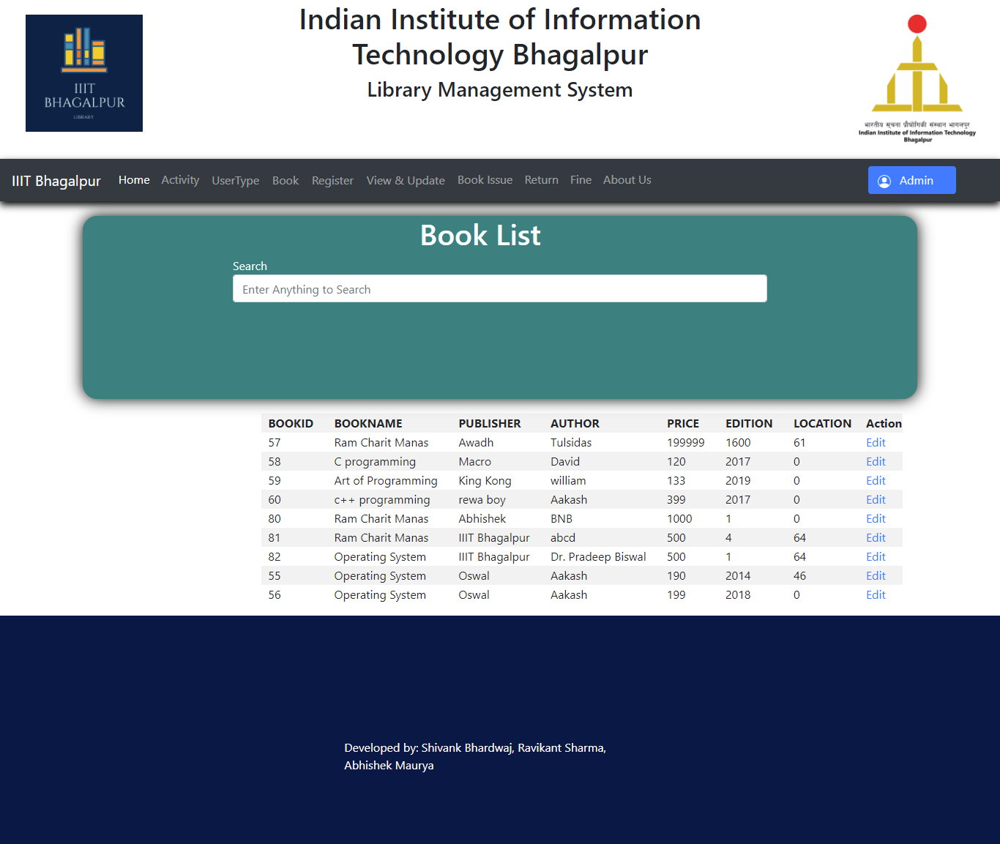 IIIT
BHAGALPUR
LIBRARY
Indian Institute of Information
Technology Bhagalpur
Library Management System
भारतीय सूचना प्रौद्योगिकी संस्थान भागलपुर
Indian Institute of Information Technology
Bhagalpur
IIIT Bhagalpur Home Activity UserType Book Register View & Update Book Issue Return Fine About Us Admin
Book List
Search
Enter Anything to Search
BOOKID BOOKNAME PUBLISHER AUTHOR PRICE EDITION LOCATION Action
57 Ram Charit Manas Awadh Tulsidas 199999 1600 61 Edit
58 C programming Macro David 120 2017 0 Edit
59 Art of Programming King Kong william 133 2019 0 Edit
60 c++ programming rewa boy Aakash 399 2017 0 Edit
80 Ram Charit Manas Abhishek BNB 1000 1 0 Edit
81 Ram Charit Manas IIIT Bhagalpur abcd 500 4 64 Edit
82 Operating System IIIT Bhagalpur Dr. Pradeep Biswal 500 1 64 Edit
55 Operating System Oswal Aakash 190 2014 46 Edit
56 Operating System Oswal Aakash 199 2018 0 Edit
Developed by: Shivank Bhardwaj, Ravikant Sharma,
Abhishek Maurya